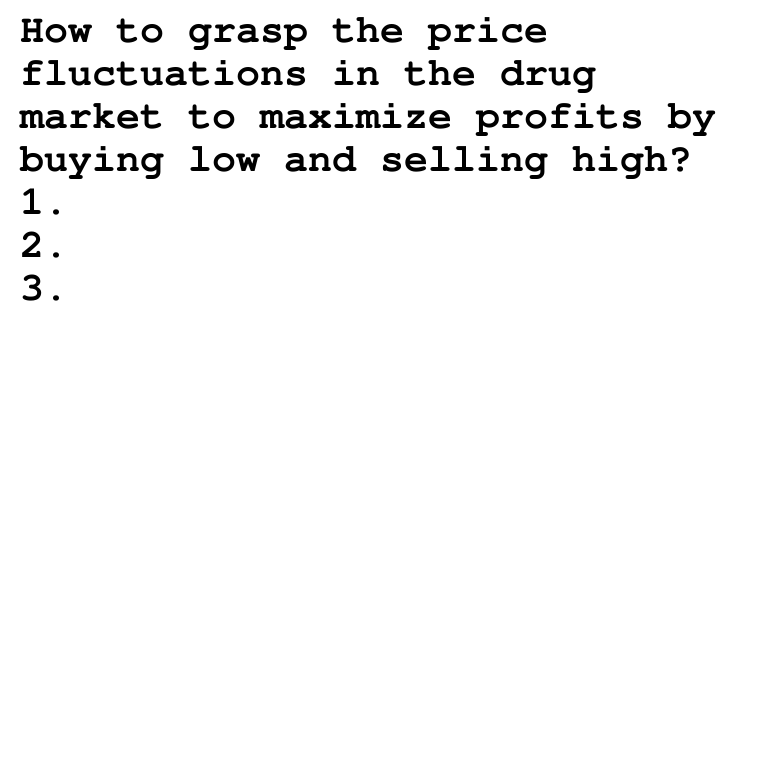 How to grasp the price
fluctuations in the drug
market to maximize profits by
buying low and selling high?
1.
2.
3.